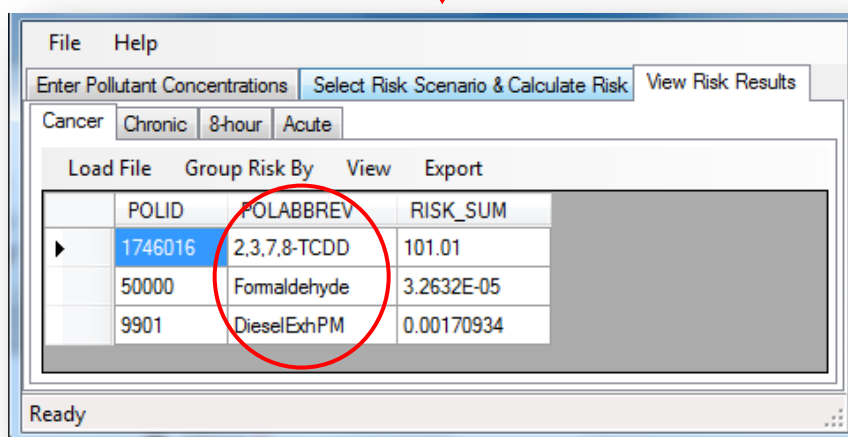 File Help
Enter Pollutant Concentrations Select Risk Scenario & Calculate Risk View Risk Results
Cancer Chronic 8-hour Acute
Load File Group Risk By View Export
POLID POLABBREV RISK_SUM
1746016 2,3,7,8-TCDD 101.01
50000 Formaldehyde 3.2632E-05
9901 DieselExhPM 0.00170934
Ready